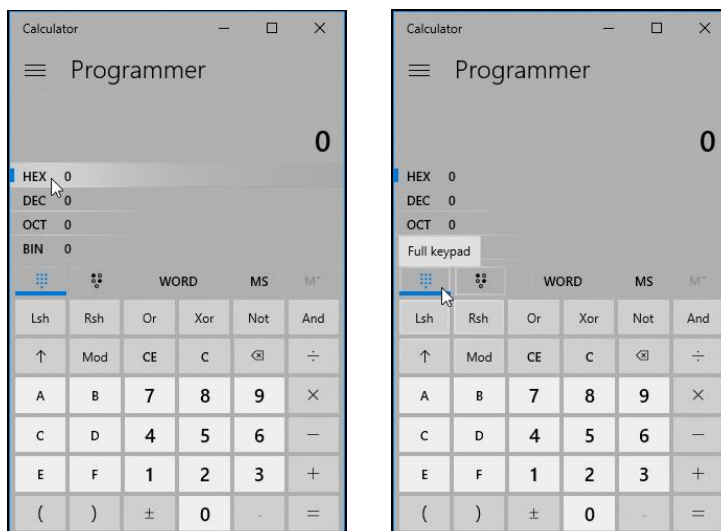 Calculator
Programmer
0
HEX 0
DEC 0
OCT 0
BIN 0
WORD MS M˅
Lsh Rsh Or Xor Not And
↑ Mod CE C ⌫ ÷
A B 7 8 9 ×
C D 4 5 6 −
E F 1 2 3 +
( ) ± 0 . =
Calculator
Programmer
0
HEX 0
DEC 0
OCT 0
Full keypad
WORD MS M˅
Lsh Rsh Or Xor Not And
↑ Mod CE C ⌫ ÷
A B 7 8 9 ×
C D 4 5 6 −
E F 1 2 3 +
( ) ± 0 . =